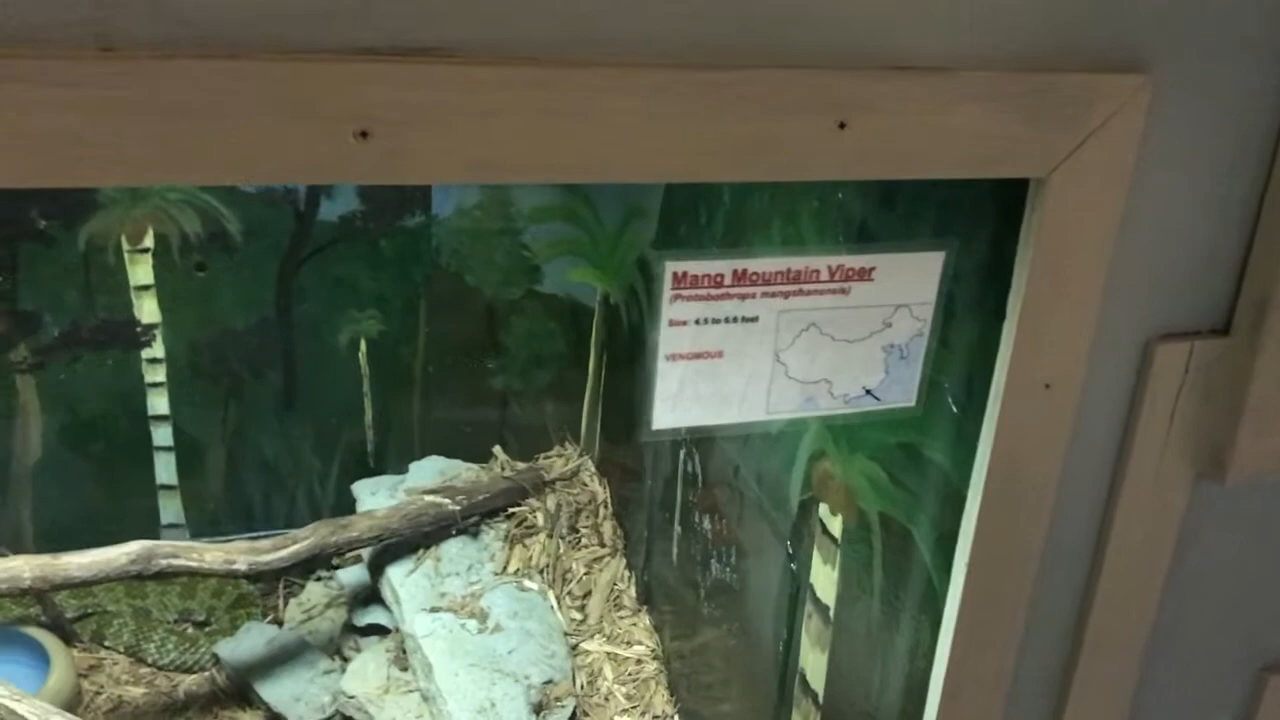 Mang Mountain Viper
(Protobothrops mangshanensis)
Size: 4.5 to 6.6 feet
VENOMOUS